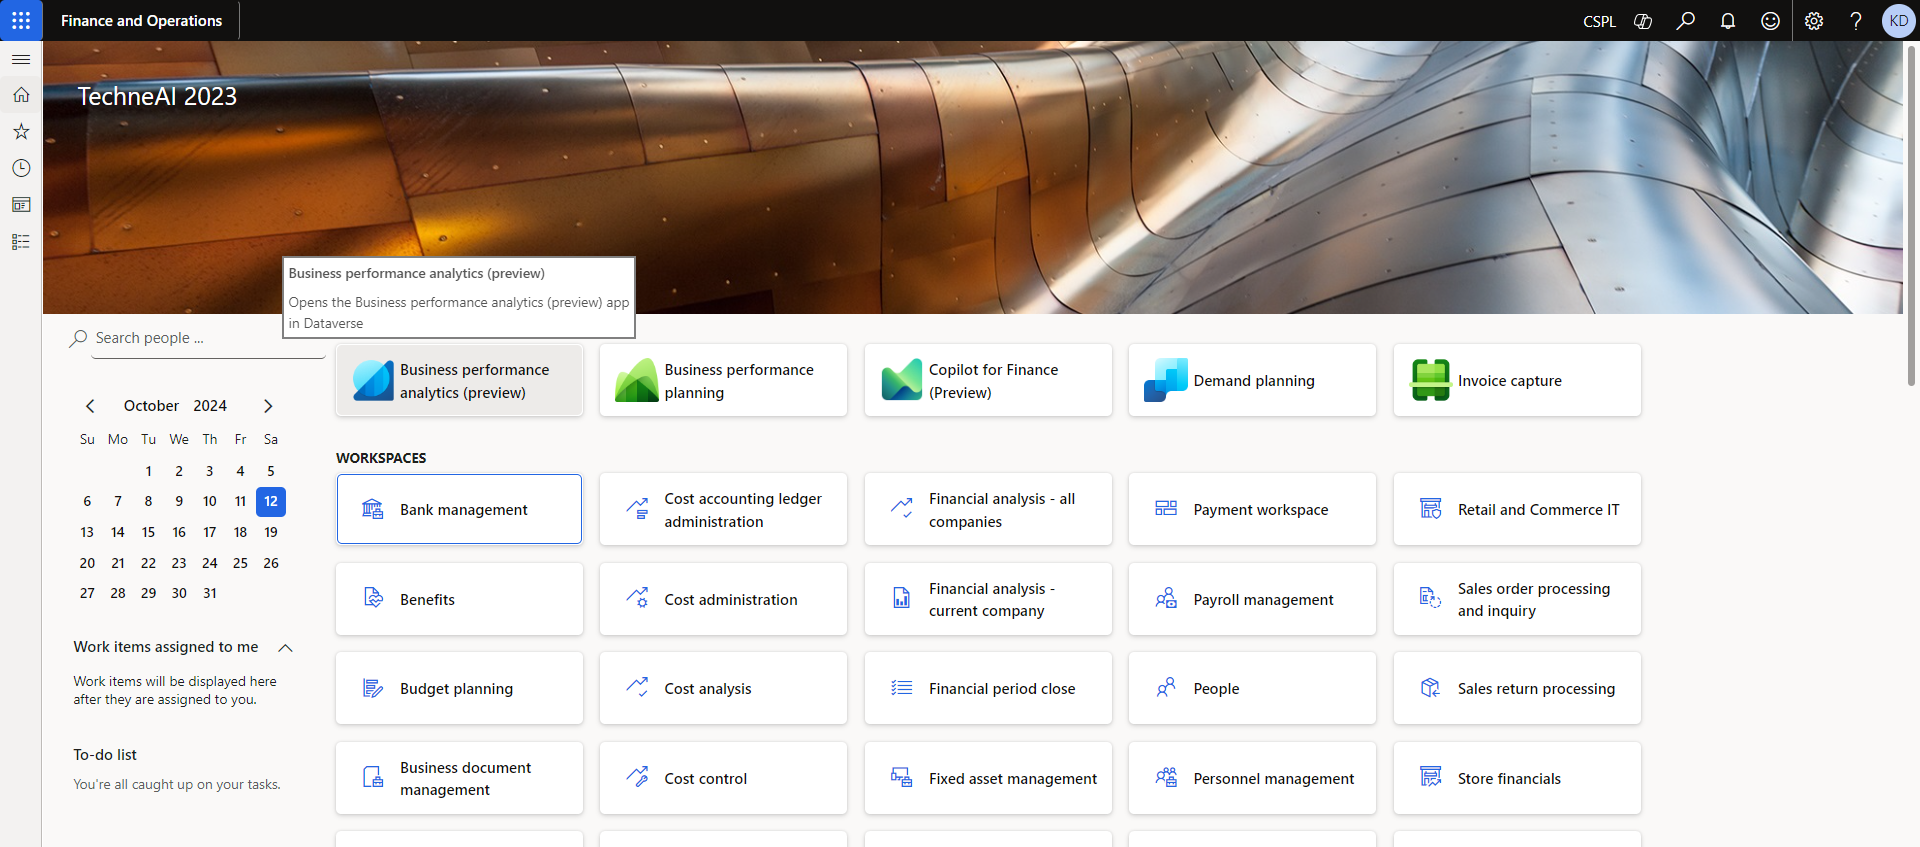 Finance and Operations
CSPL
KD
TechneAI 2023
Business performance analytics (preview)
Opens the Business performance analytics (preview) app
in Dataverse
Search people ...
October 2024
Su Mo Tu We Th Fr Sa
1 2 3 4 5
6 7 8 9 10 11 12
13 14 15 16 17 18 19
20 21 22 23 24 25 26
27 28 29 30 31
Work items assigned to me
Work items will be displayed here
after they are assigned to you.
To-do list
You're all caught up on your tasks.
Business performance
analytics (preview)
Business performance
planning
Copilot for Finance
(Preview)
Demand planning
Invoice capture
WORKSPACES
Bank management
Cost accounting ledger
administration
Financial analysis - all
companies
Payment workspace
Retail and Commerce IT
Benefits
Cost administration
Financial analysis -
current company
Payroll management
Sales order processing
and inquiry
Budget planning
Cost analysis
Financial period close
People
Sales return processing
Business document
management
Cost control
Fixed asset management
Personnel management
Store financials